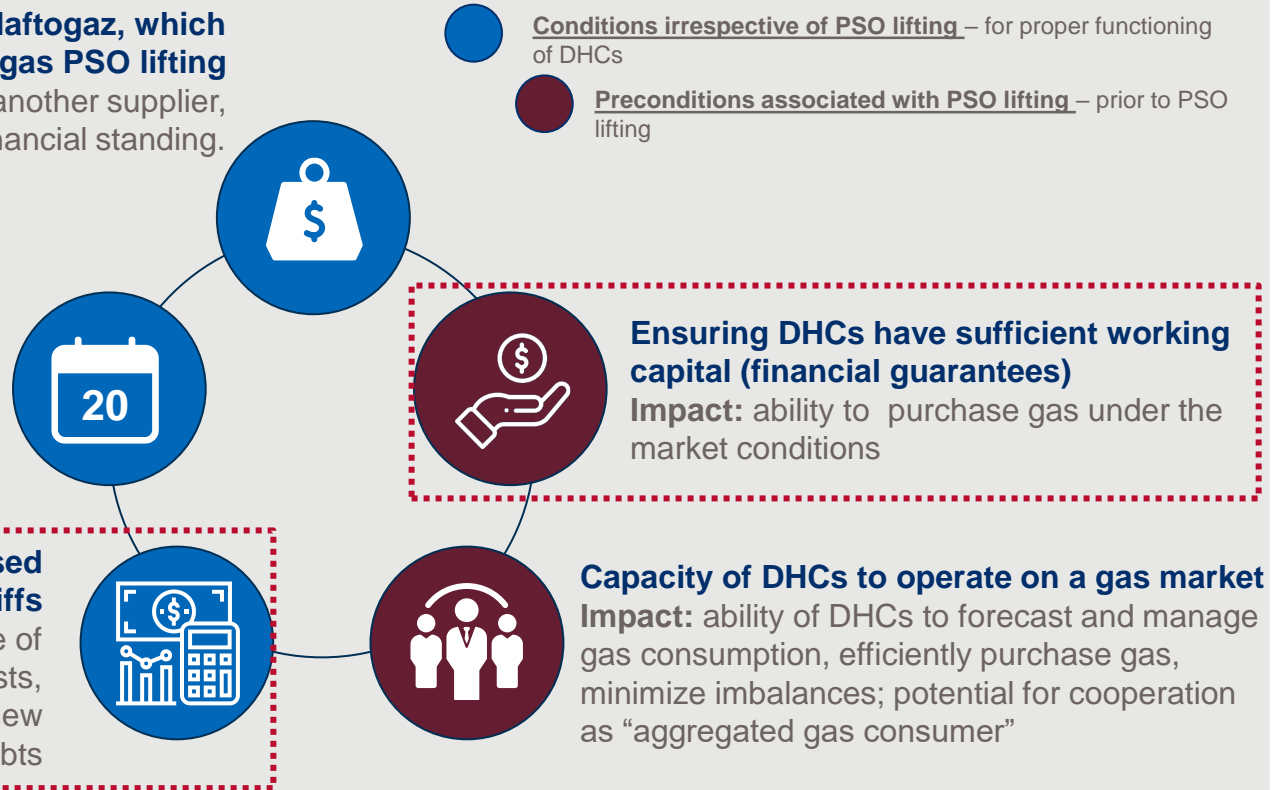 laftogaz, which
gas PSO lifting
another supplier,
nancial standing.
Conditions irrespective of PSO lifting – for proper functioning
of DHCs
Preconditions associated with PSO lifting – prior to PSO
lifting
$
$
Ensuring DHCs have sufficient working
capital (financial guarantees)
Impact: ability to purchase gas under the
market conditions
20
sed
iffs
e of
sts,
ew
bts
$
Capacity of DHCs to operate on a gas market
Impact: ability of DHCs to forecast and manage
gas consumption, efficiently purchase gas,
minimize imbalances; potential for cooperation
as “aggregated gas consumer”